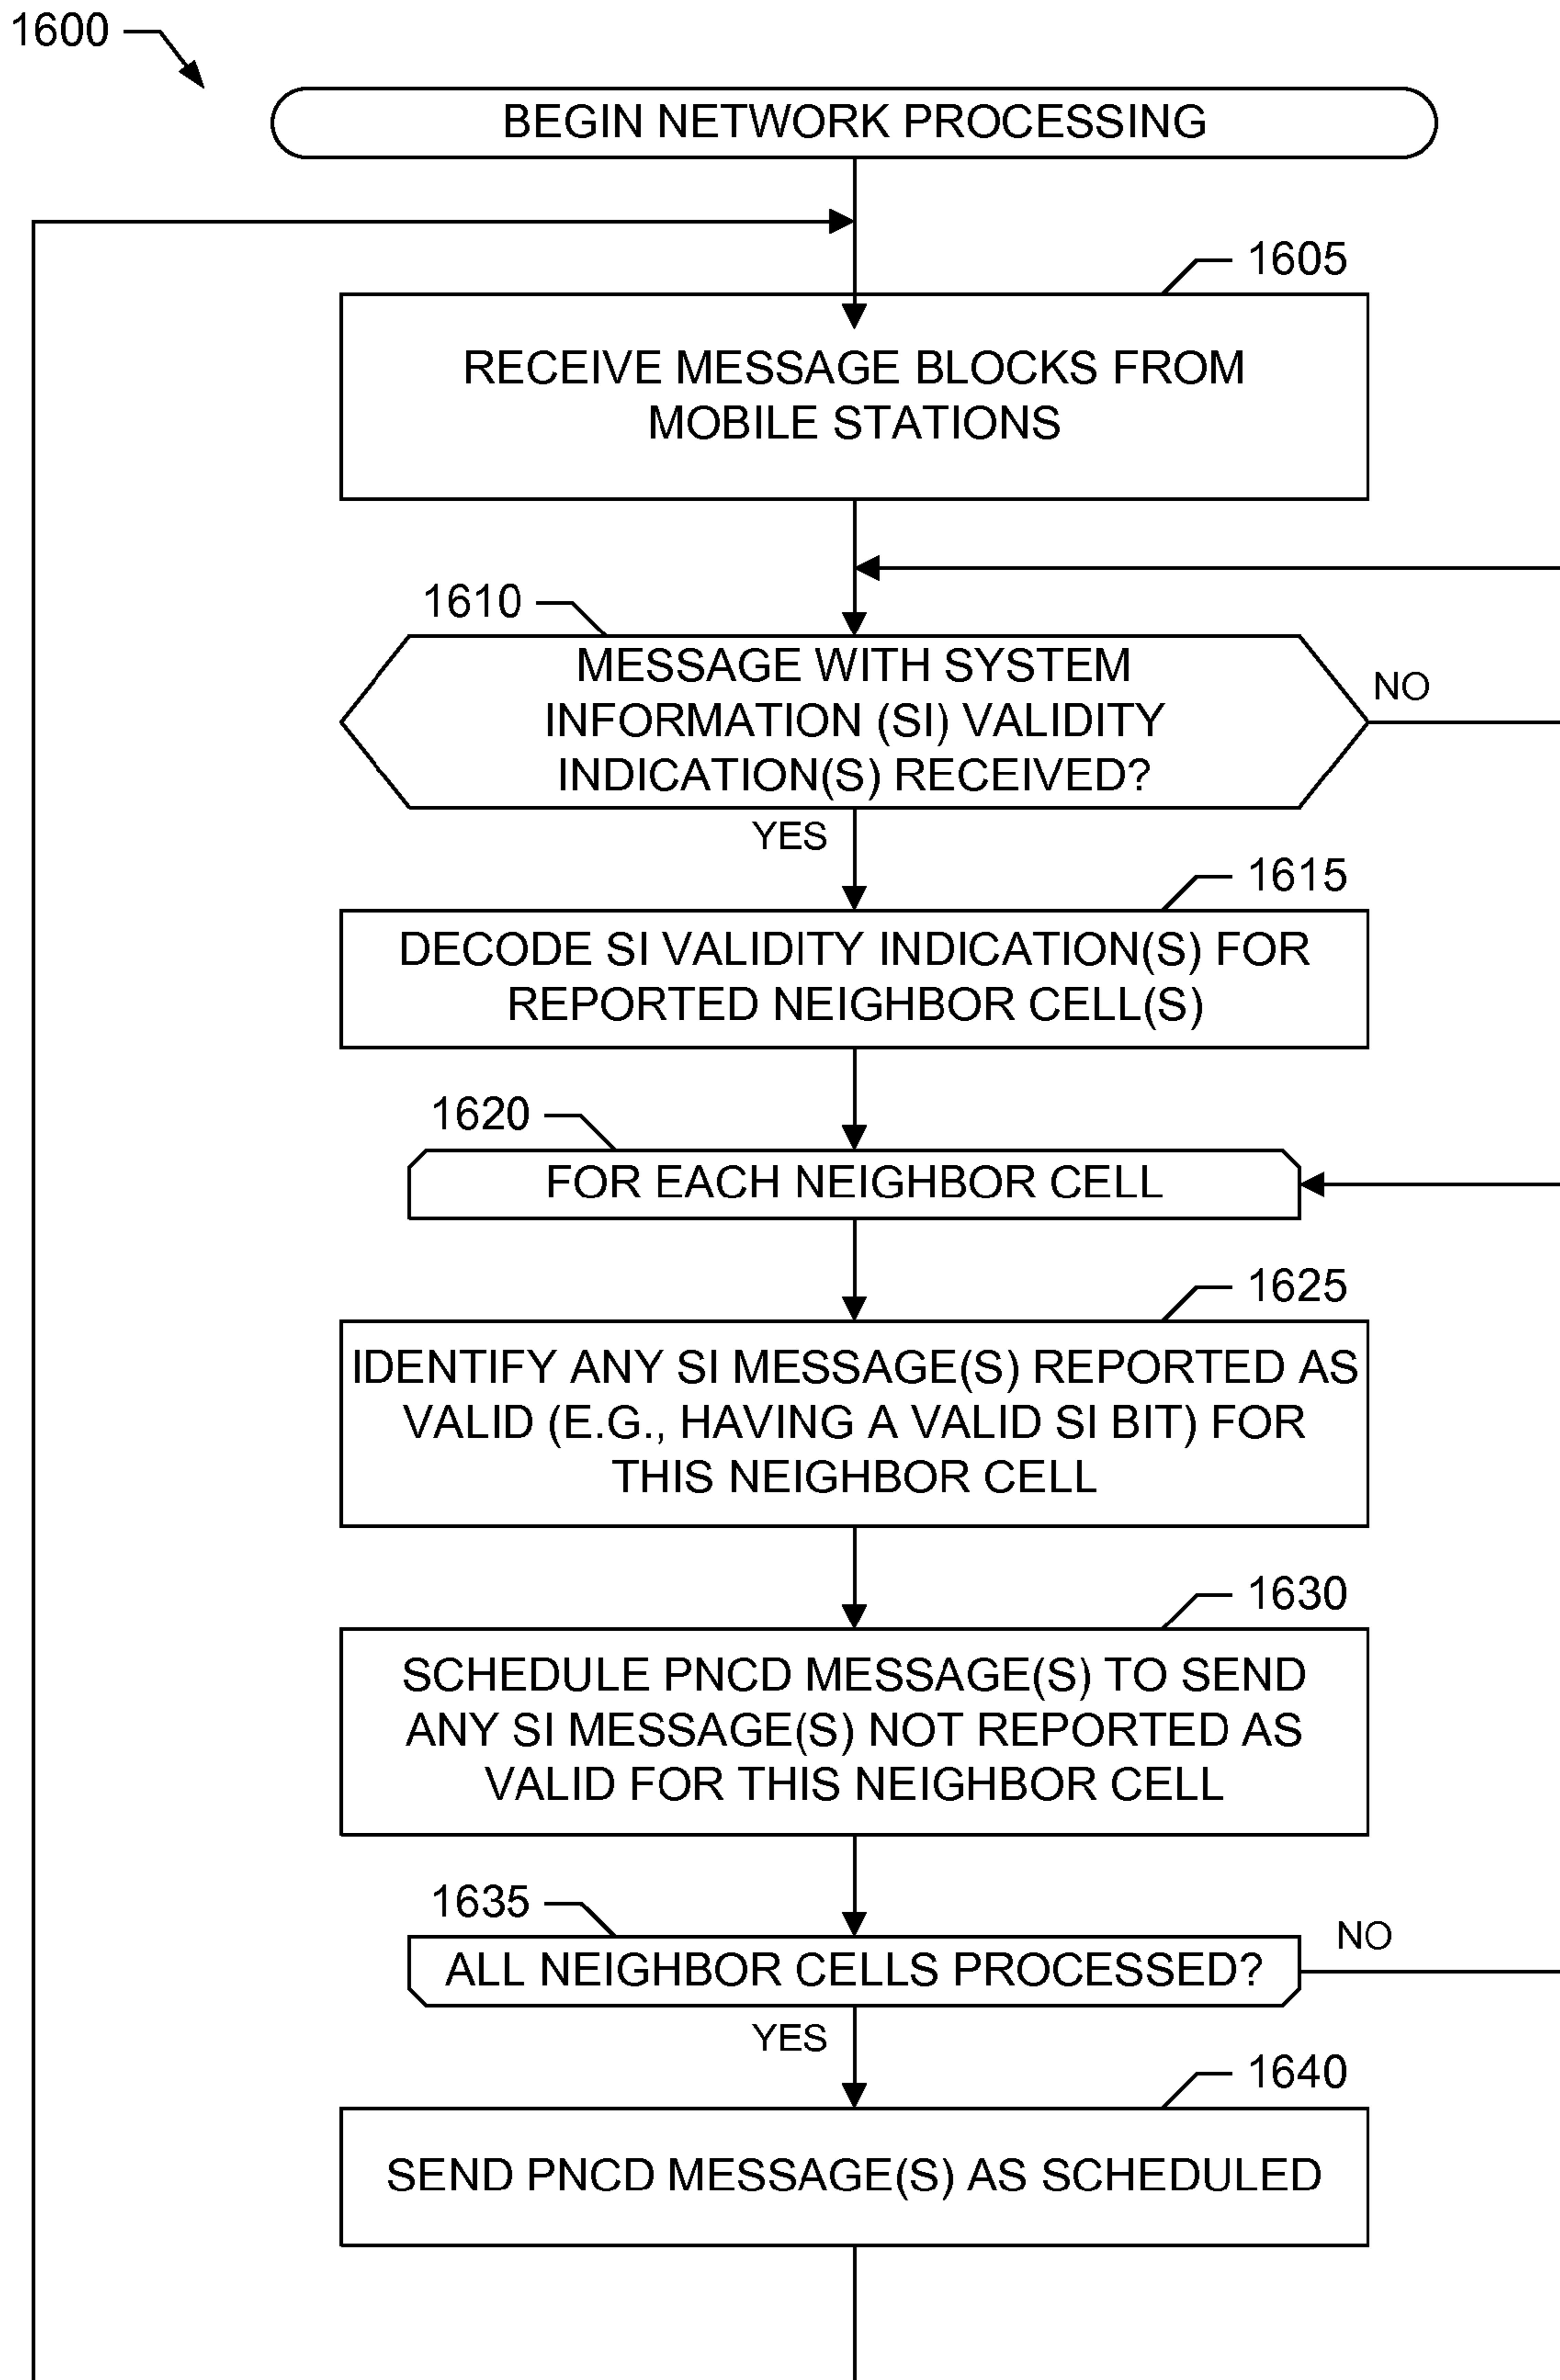 1600
BEGIN NETWORK PROCESSING
1605
RECEIVE MESSAGE BLOCKS FROM
MOBILE STATIONS
1610
MESSAGE WITH SYSTEM
INFORMATION (SI) VALIDITY
INDICATION(S) RECEIVED?
NO
YES
1615
DECODE SI VALIDITY INDICATION(S) FOR
REPORTED NEIGHBOR CELL(S)
1620
FOR EACH NEIGHBOR CELL
1625
IDENTIFY ANY SI MESSAGE(S) REPORTED AS
VALID (E.G., HAVING A VALID SI BIT) FOR
THIS NEIGHBOR CELL
1630
SCHEDULE PNCD MESSAGE(S) TO SEND
ANY SI MESSAGE(S) NOT REPORTED AS
VALID FOR THIS NEIGHBOR CELL
1635
ALL NEIGHBOR CELLS PROCESSED?
NO
YES
1640
SEND PNCD MESSAGE(S) AS SCHEDULED